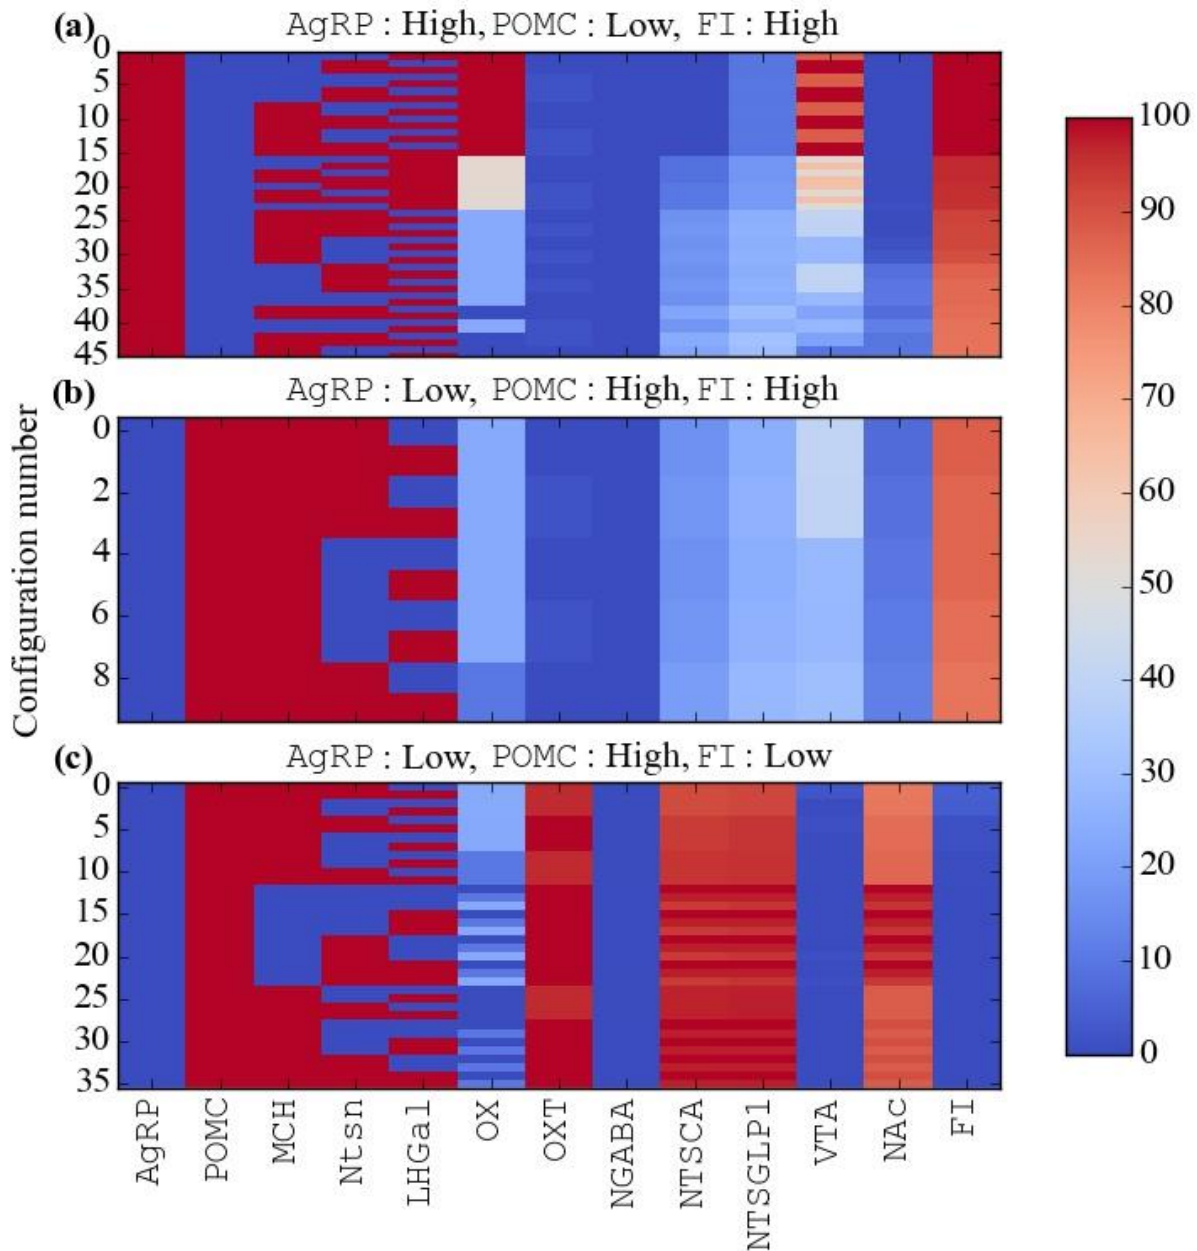 (a) AgRP : High, POMC : Low, FI : High
0
5
10
15
20
25
30
35
40
45
(b) AgRP : Low, POMC : High, FI : High
0
2
4
6
8
(c) AgRP : Low, POMC : High, FI : Low
0
5
10
15
20
25
30
35
Configuration number
AgRP
POMC
MCH
Ntsn
LHGal
OX
OXT
NGABA
NTSCA
NTSGLP1
VTA
NAc
FI
100
90
80
70
60
50
40
30
20
10
0